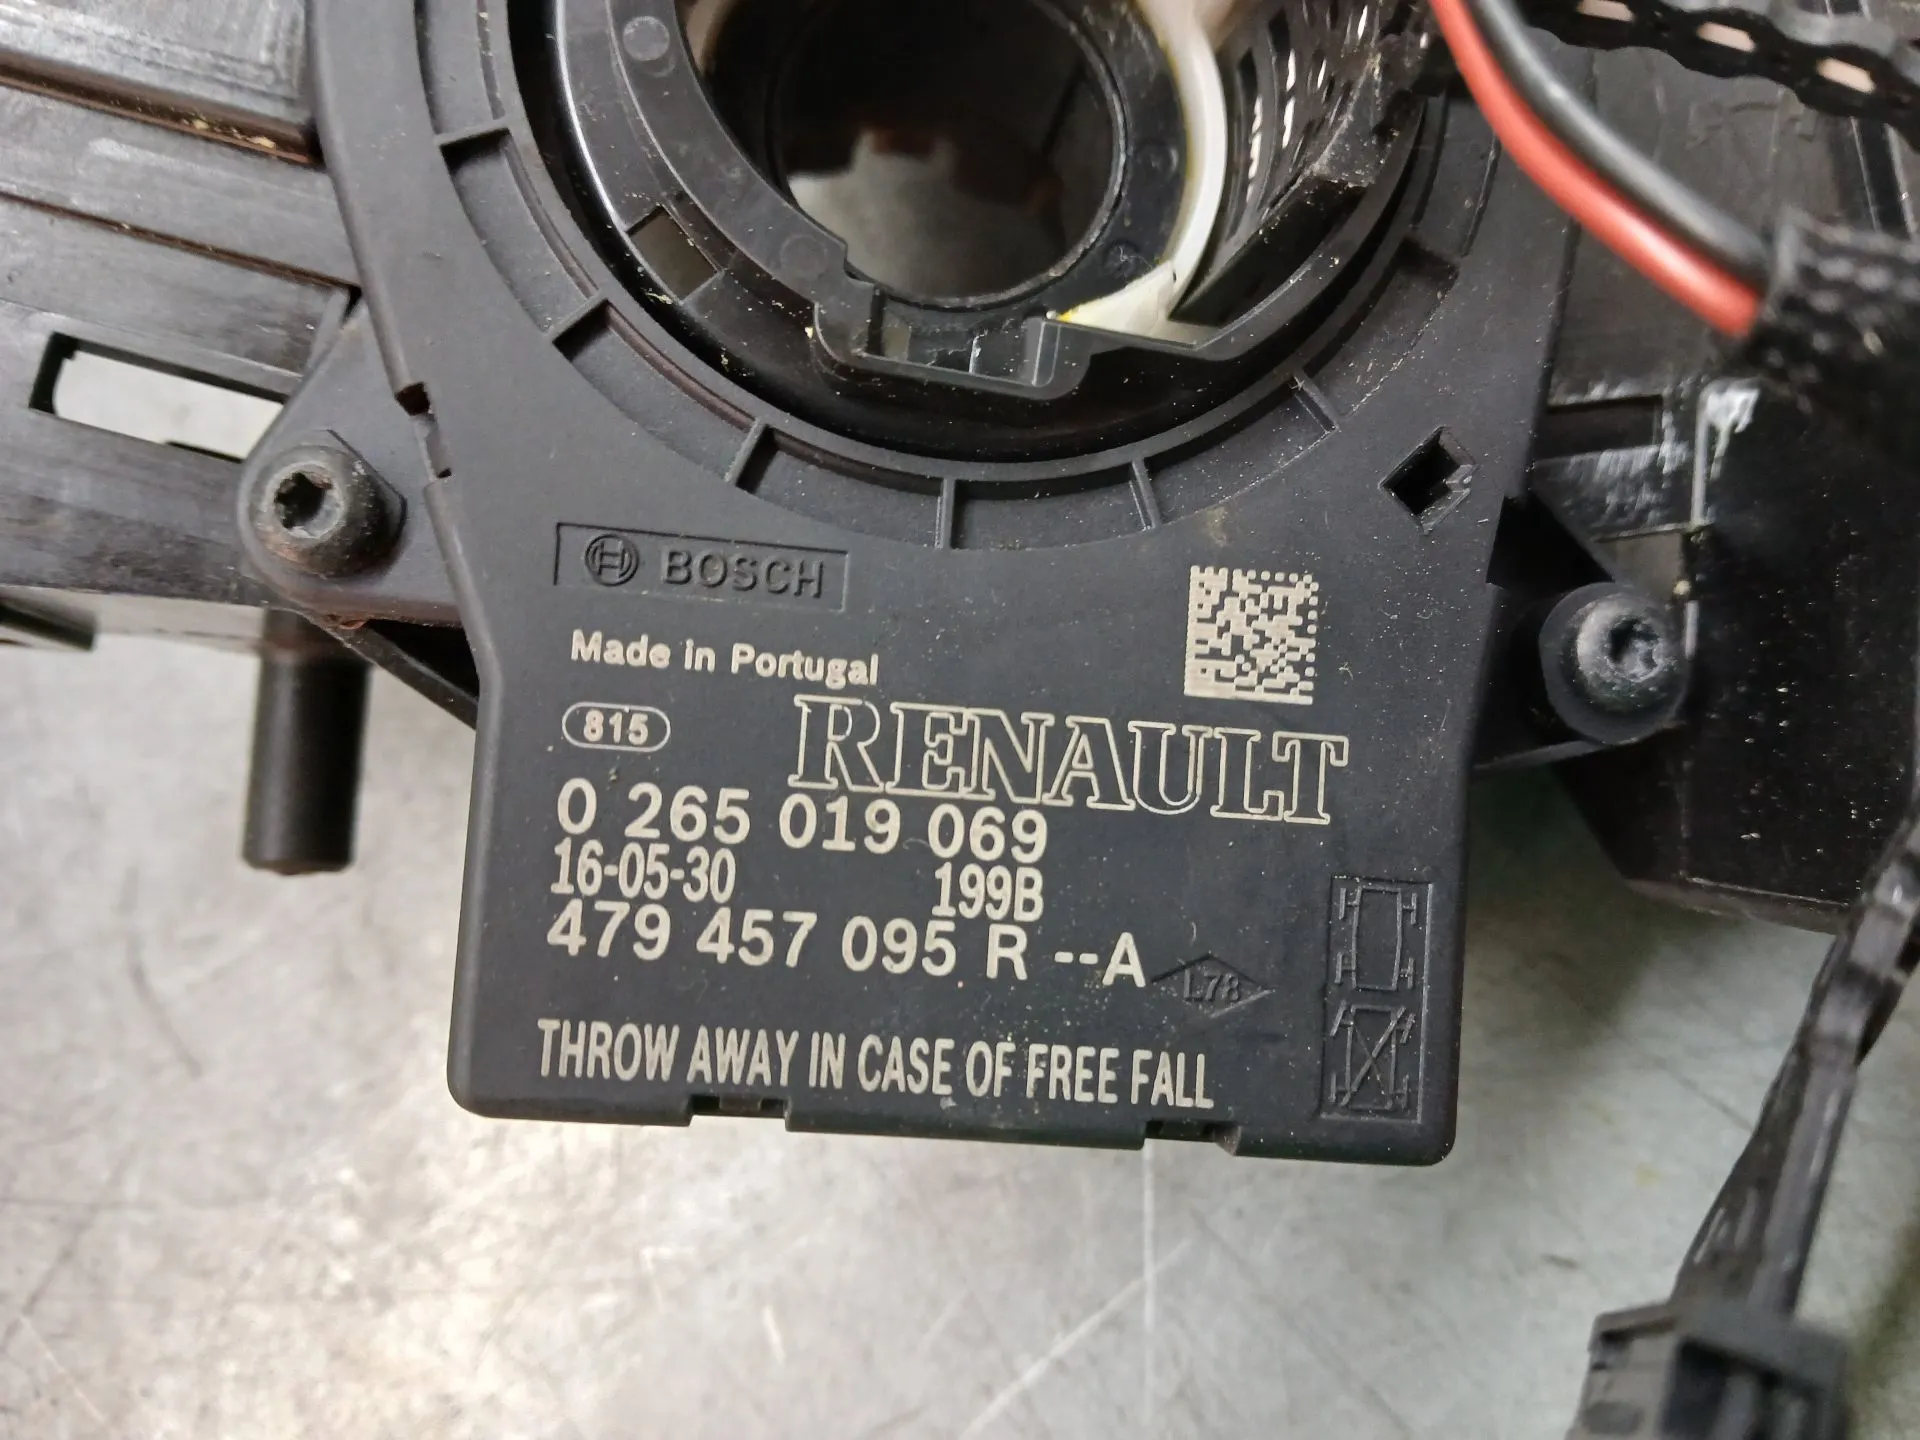 BOSCH
Made in Portugal
815
RENAULT
0 265 019 069
16-05-30 199B
479 457 095 R --A
L78
THROW AWAY IN CASE OF FREE FALL